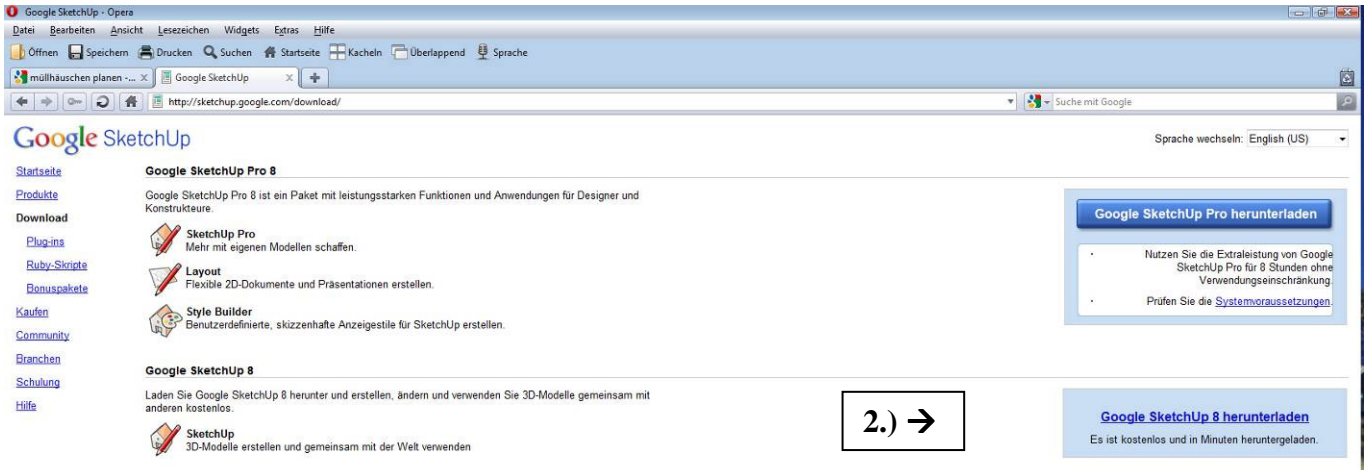 Google SketchUp - Opera
Datei Bearbeiten Ansicht Lesezeichen Widgets Extras Hilfe
Öffnen Speichern Drucken Suchen Startseite Kacheln Überlappend Sprache
müllhäuschen planen -... Google SketchUp
http://sketchup.google.com/download/ Suche mit Google
Google SketchUp
Sprache wechseln: English (US)
Startseite
Produkte
Download
Plug-ins
Ruby-Skripte
Bonuspakete
Kaufen
Community
Branchen
Schulung
Hilfe
Google SketchUp Pro 8
Google SketchUp Pro 8 ist ein Paket mit leistungsstarken Funktionen und Anwendungen für Designer und
Konstrukteure.
SketchUp Pro
Mehr mit eigenen Modellen schaffen.
Layout
Flexible 2D-Dokumente und Präsentationen erstellen.
Style Builder
Benutzerdefinierte, skizzenhafte Anzeigestile für SketchUp erstellen.
Google SketchUp Pro herunterladen
· Nutzen Sie die Extraleistung von Google
SketchUp Pro für 8 Stunden ohne
Verwendungseinschränkung.
· Prüfen Sie die Systemvoraussetzungen.
Google SketchUp 8
Laden Sie Google SketchUp 8 herunter und erstellen, ändern und verwenden Sie 3D-Modelle gemeinsam mit
anderen kostenlos.
SketchUp
3D-Modelle erstellen und gemeinsam mit der Welt verwenden
2.) →
Google SketchUp 8 herunterladen
Es ist kostenlos und in Minuten heruntergeladen.